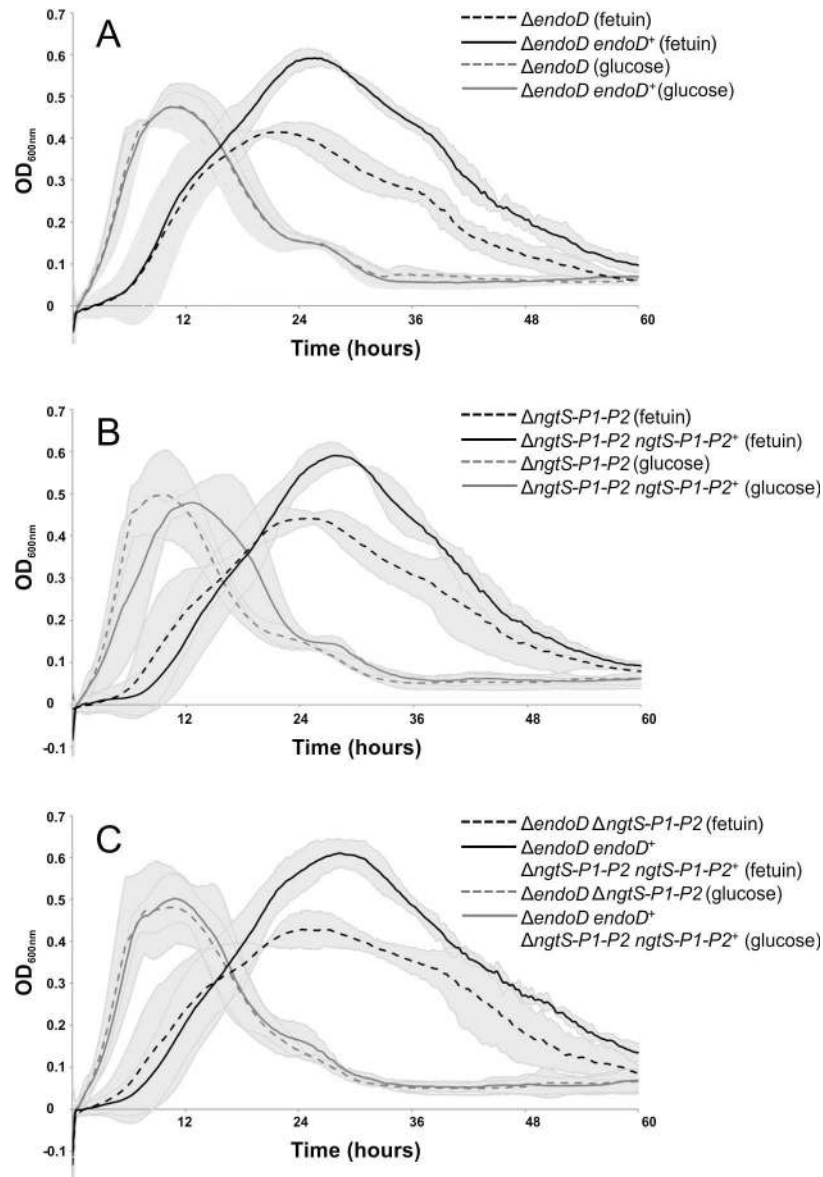 A
ΔendoD (fetuin)
ΔendoD endoD⁺ (fetuin)
ΔendoD (glucose)
ΔendoD endoD⁺ (glucose)
OD600nm
0.7
0.6
0.5
0.4
0.3
0.2
0.1
0
12
24
36
48
60
Time (hours)
B
ΔngtS-P1-P2 (fetuin)
ΔngtS-P1-P2 ngtS-P1-P2⁺ (fetuin)
ΔngtS-P1-P2 (glucose)
ΔngtS-P1-P2 ngtS-P1-P2⁺ (glucose)
OD600nm
0.7
0.6
0.5
0.4
0.3
0.2
0.1
0
-0.1
12
24
36
48
60
Time (hours)
C
ΔendoD ΔngtS-P1-P2 (fetuin)
ΔendoD endoD⁺
ΔngtS-P1-P2 ngtS-P1-P2⁺ (fetuin)
ΔendoD ΔngtS-P1-P2 (glucose)
ΔendoD endoD⁺
ΔngtS-P1-P2 ngtS-P1-P2⁺ (glucose)
OD600nm
0.7
0.6
0.5
0.4
0.3
0.2
0.1
0
-0.1
12
24
36
48
60
Time (hours)